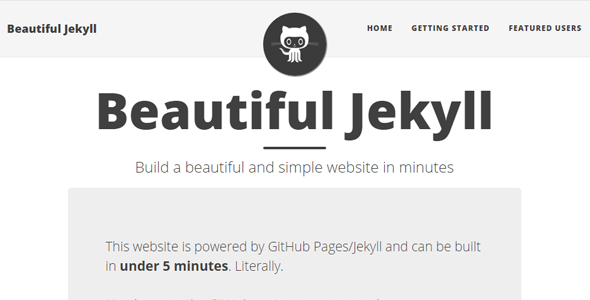 Beautiful Jekyll
HOME GETTING STARTED FEATURED USERS
Beautiful Jekyll
Build a beautiful and simple website in minutes
This website is powered by GitHub Pages/Jekyll and can be built
in under 5 minutes. Literally.